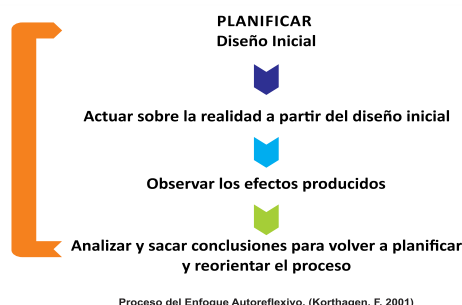 PLANIFICAR
Diseño Inicial
Actuar sobre la realidad a partir del diseño inicial
Observar los efectos producidos
Analizar y sacar conclusiones para volver a planificar
y reorientar el proceso
Proceso del Enfoque Autoreflexivo. (Korthagen, F. 2001)